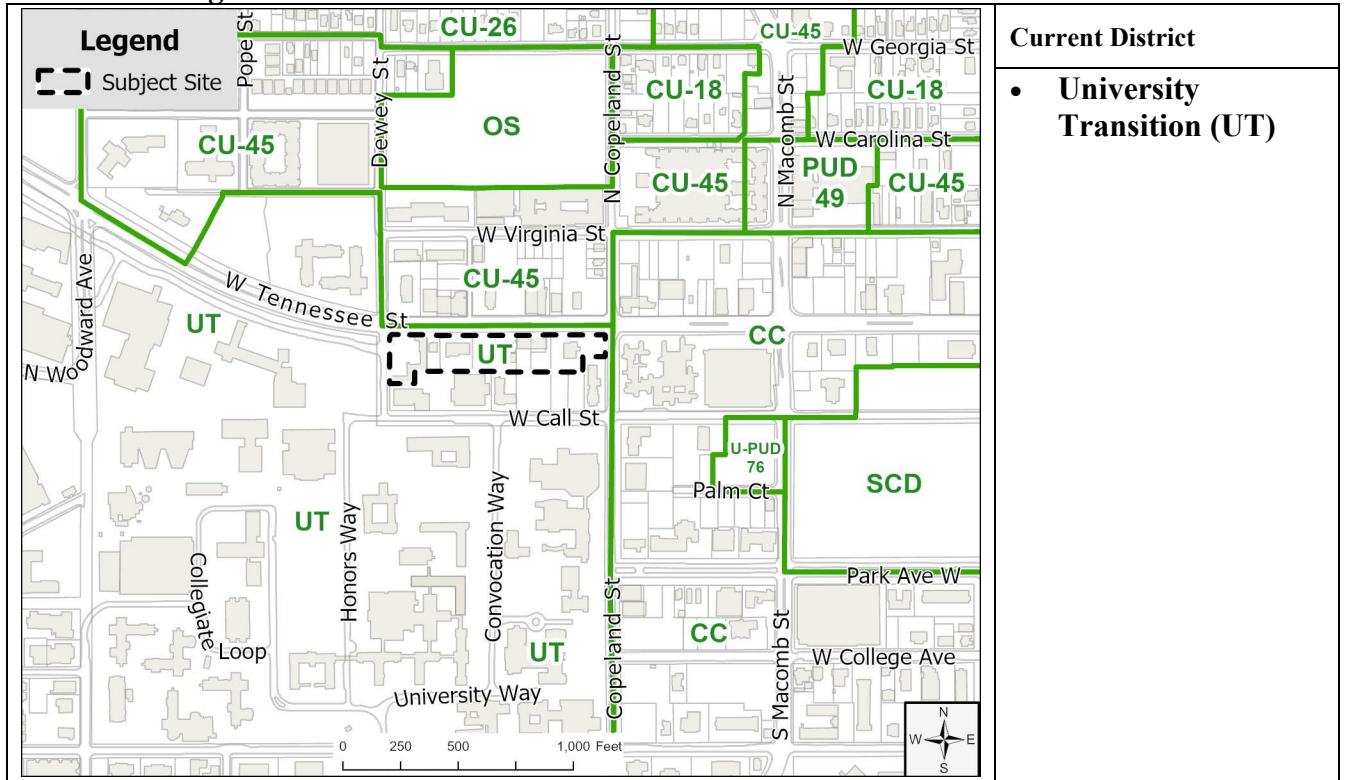 Legend
Subject Site
Pope St
CU-26
CU-45
W Georgia St
Dewey St
N Copeland St
CU-18
N Macomb St
CU-18
OS
CU-45
W Carolina St
CU-45
PUD
49
CU-45
W Virginia St
CU-45
N Woodward Ave
W Tennessee St
UT
UT
CC
W Call St
U-PUD
76
Palm Ct
SCD
UT
Honors Way
Convocation Way
Collegiate
Loop
Park Ave W
Copeland St
CC
S Macomb St
UT
W College Ave
University Way
0 250 500 1,000 Feet
N
W E
S
Current District
• University
Transition (UT)